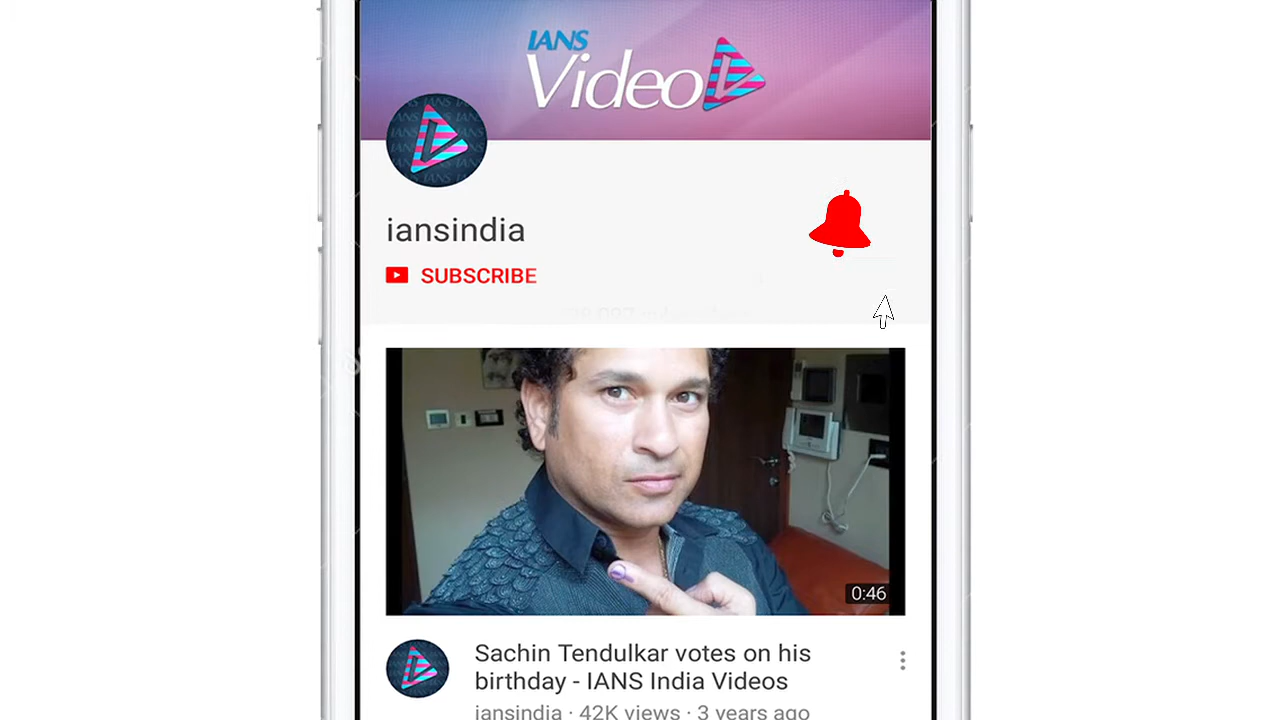 IANS
Video
iansindia
SUBSCRIBE
0:46
Sachin Tendulkar votes on his
birthday - IANS India Videos
iansindia · 42K views · 3 years ago